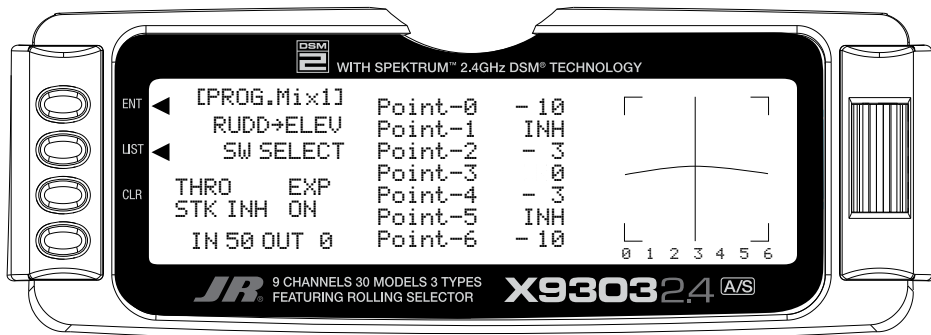 DSM
2
WITH SPEKTRUM™ 2.4GHz DSM® TECHNOLOGY
ENT
LIST
CLR
[PROG.Mix1]
RUDD→ELEV
SW SELECT
THRO EXP
STK INH ON
IN 50 OUT 0
Point-0 - 10
Point-1 INH
Point-2 - 3
Point-3 0
Point-4 - 3
Point-5 INH
Point-6 - 10
0 1 2 3 4 5 6
JR®
9 CHANNELS 30 MODELS 3 TYPES
FEATURING ROLLING SELECTOR
X9303 2.4 A/S